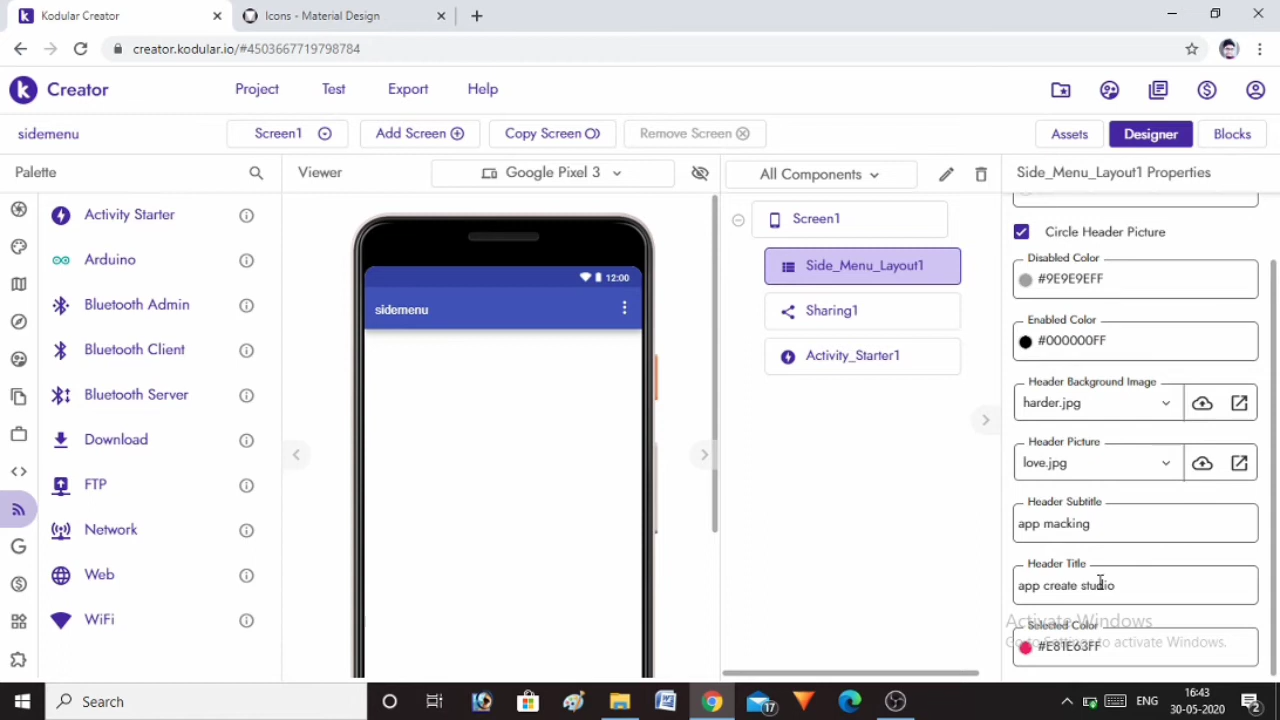 Kodular Creator
Icons - Material Design
creator.kodular.io/#4503667719798784
Creator
Project
Test
Export
Help
sidemenu
Screen1
Add Screen
Copy Screen
Remove Screen
Assets
Designer
Blocks
Palette
Viewer
Google Pixel 3
All Components
Side_Menu_Layout1 Properties
Activity Starter
Arduino
Bluetooth Admin
Bluetooth Client
Bluetooth Server
Download
FTP
Network
Web
WiFi
12:00
sidemenu
Screen1
Side_Menu_Layout1
Sharing1
Activity_Starter1
Circle Header Picture
Disabled Color
#9E9E9EFF
Enabled Color
#000000FF
Header Background Image
harder.jpg
Header Picture
love.jpg
Header Subtitle
app macking
Header Title
app create studio
Activate Windows
Selected Color
Go to Settings to activate Windows.
#E81E63FF
Search
17
ENG
16:43
30-05-2020
2